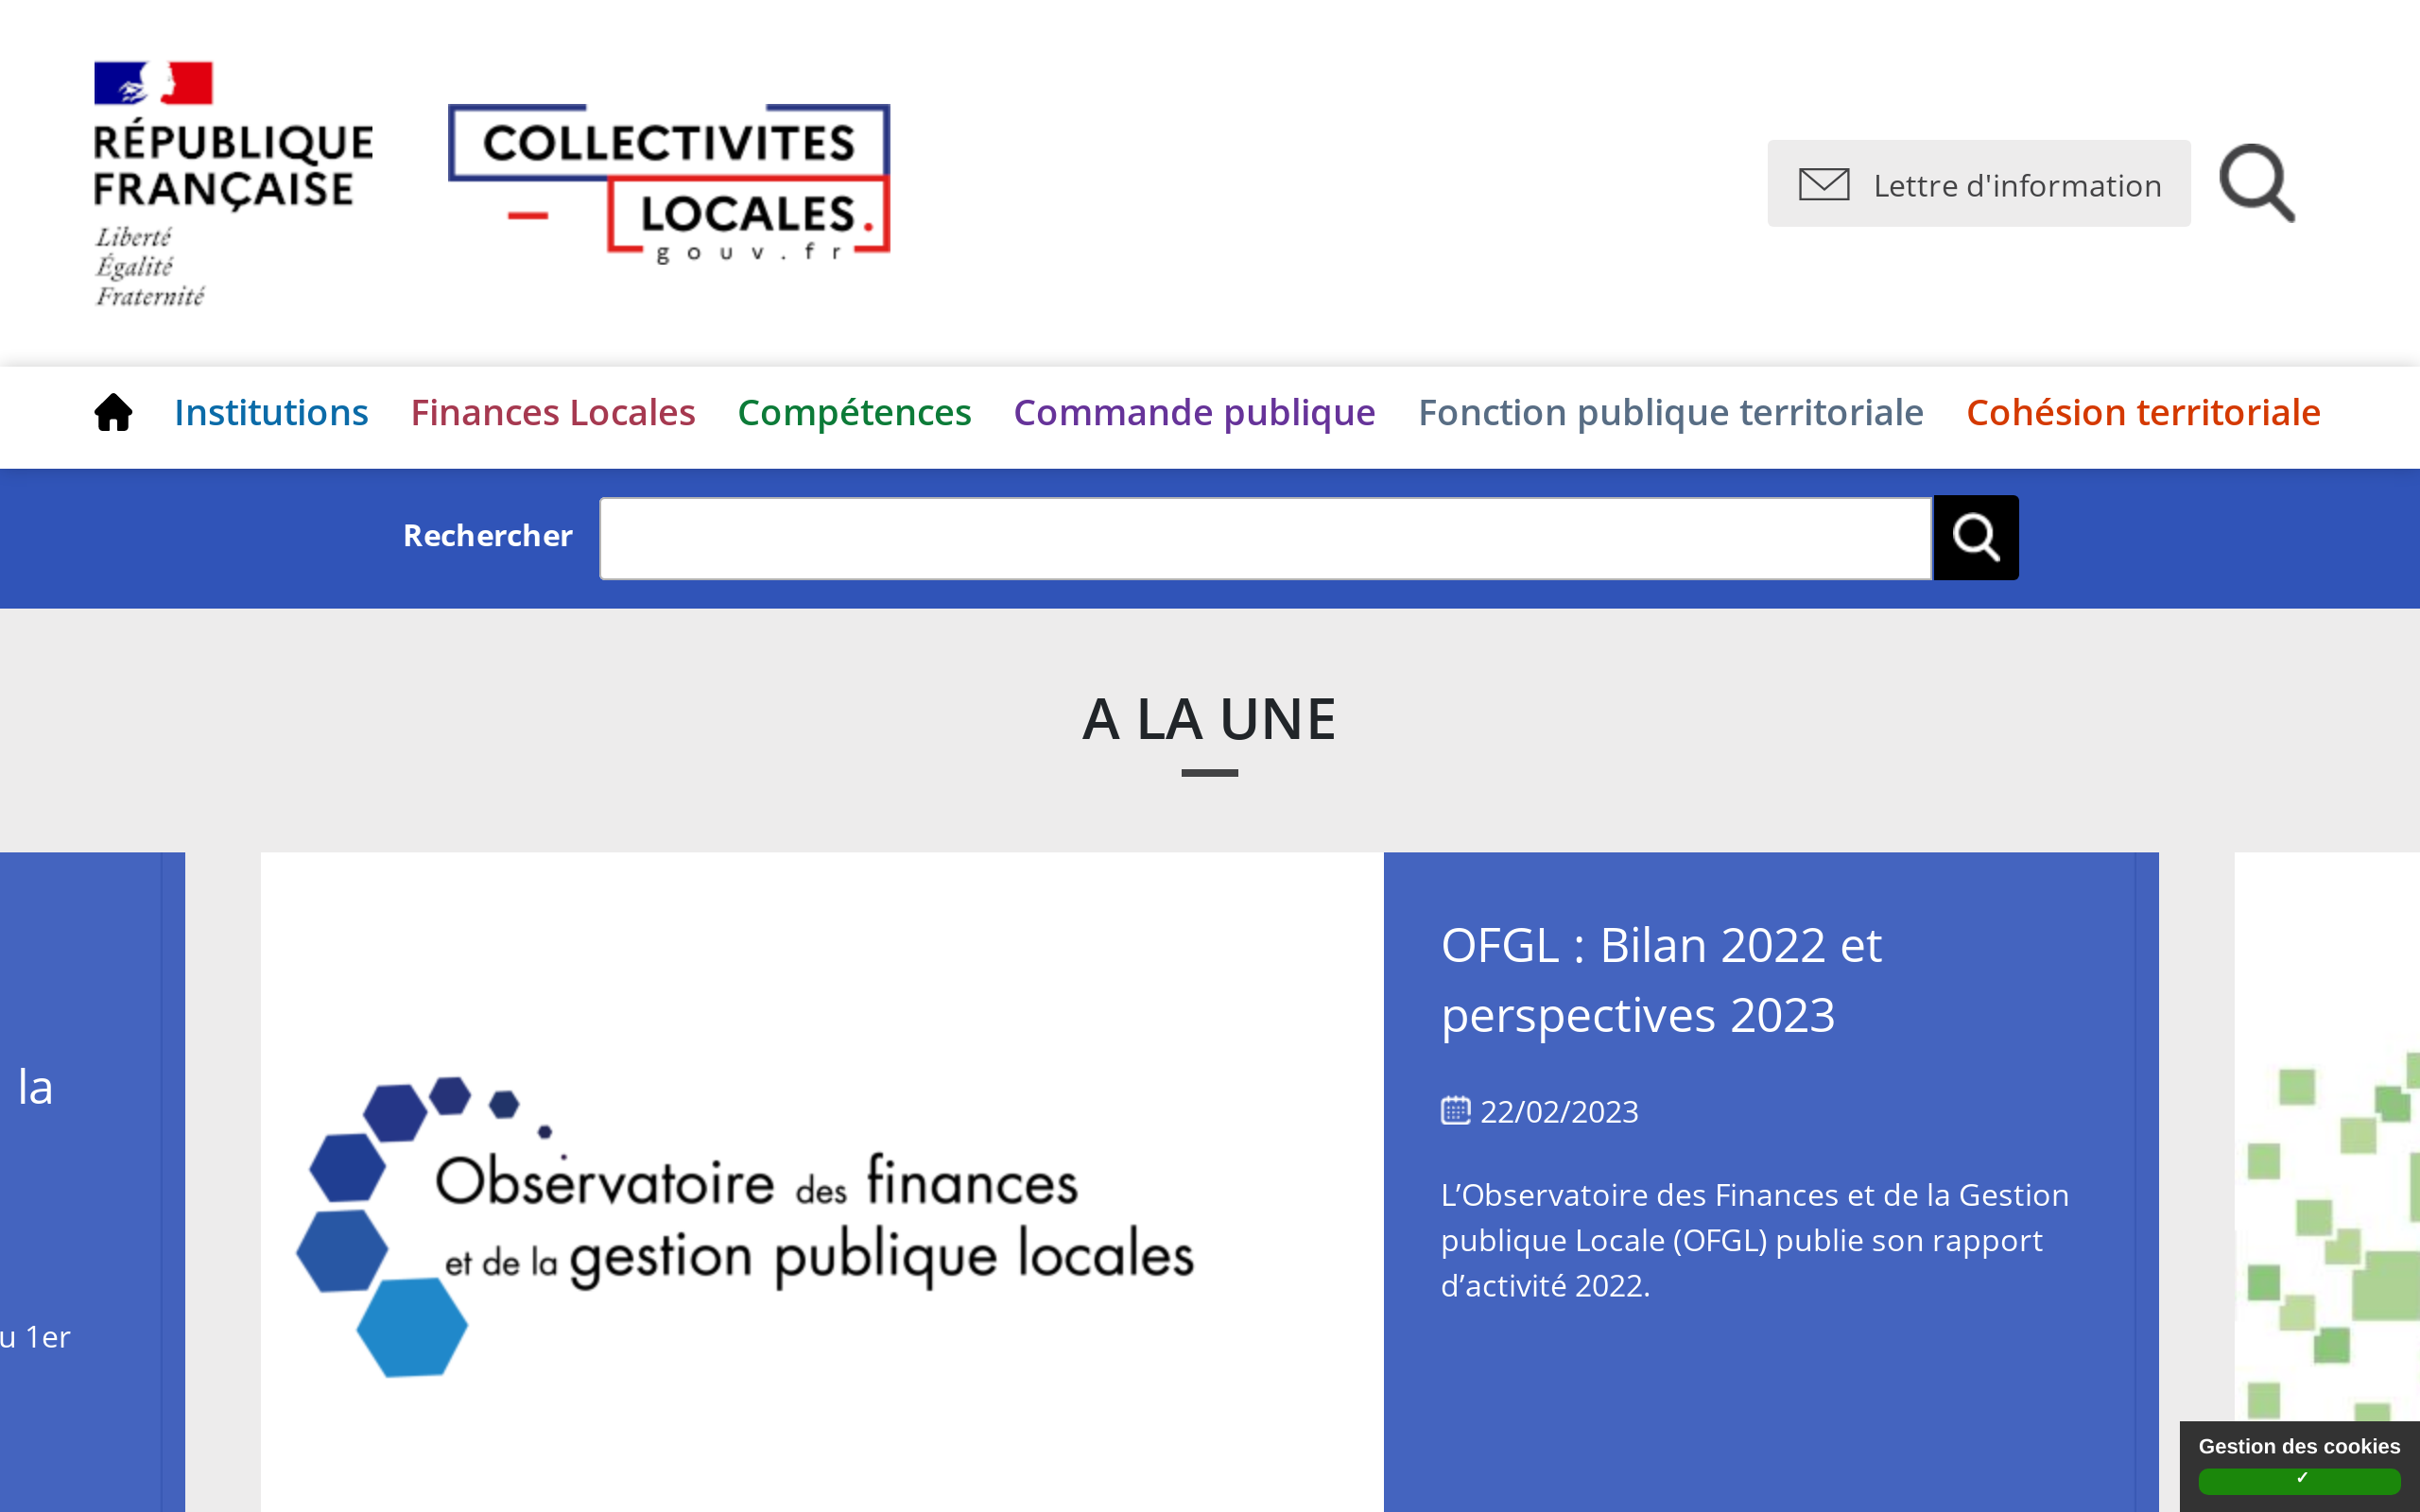 RÉPUBLIQUE
FRANÇAISE
Liberté
Égalité
Fraternité
COLLECTIVITES
LOCALES.
gouv.fr
Lettre d'information
Institutions Finances Locales Compétences Commande publique Fonction publique territoriale Cohésion territoriale
Rechercher
A LA UNE
la
u 1er
Observatoire des finances
et de la gestion publique locales
OFGL : Bilan 2022 et
perspectives 2023
22/02/2023
L’Observatoire des Finances et de la Gestion
publique Locale (OFGL) publie son rapport
d’activité 2022.
Gestion des cookies
✓